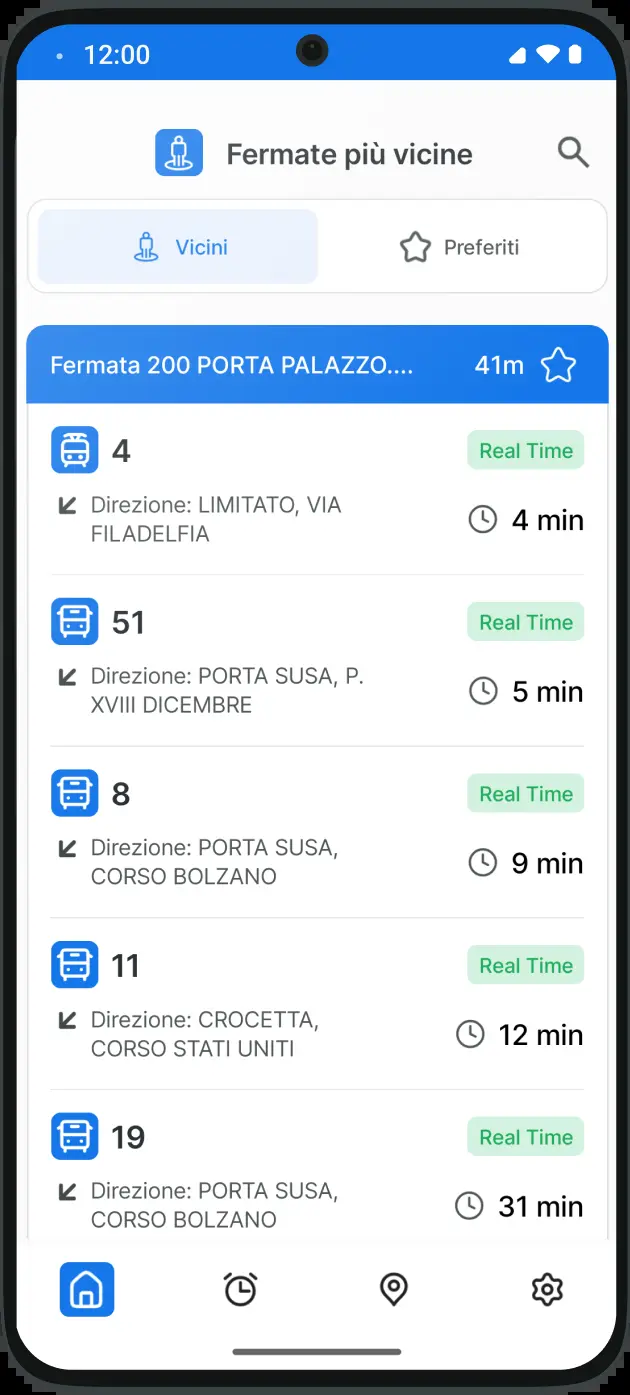 12:00
Fermate più vicine
Vicini
Preferiti
Fermata 200 PORTA PALAZZO.... 41m
4
Real Time
Direzione: LIMITATO, VIA
FILADELFIA
4 min
51
Real Time
Direzione: PORTA SUSA, P.
XVIII DICEMBRE
5 min
8
Real Time
Direzione: PORTA SUSA,
CORSO BOLZANO
9 min
11
Real Time
Direzione: CROCETTA,
CORSO STATI UNITI
12 min
19
Real Time
Direzione: PORTA SUSA,
CORSO BOLZANO
31 min